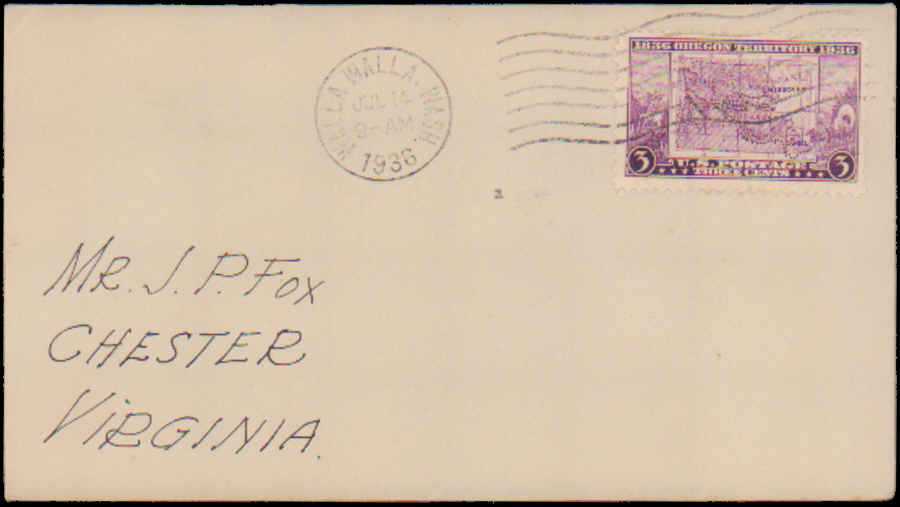 WALLA WALLA. WASH.
JUL 14
9-AM
1936
1836 OREGON TERRITORY 1936
3 U.S. POSTAGE 3
THREE CENTS
MR. J. P. FOX
CHESTER
VIRGINIA.